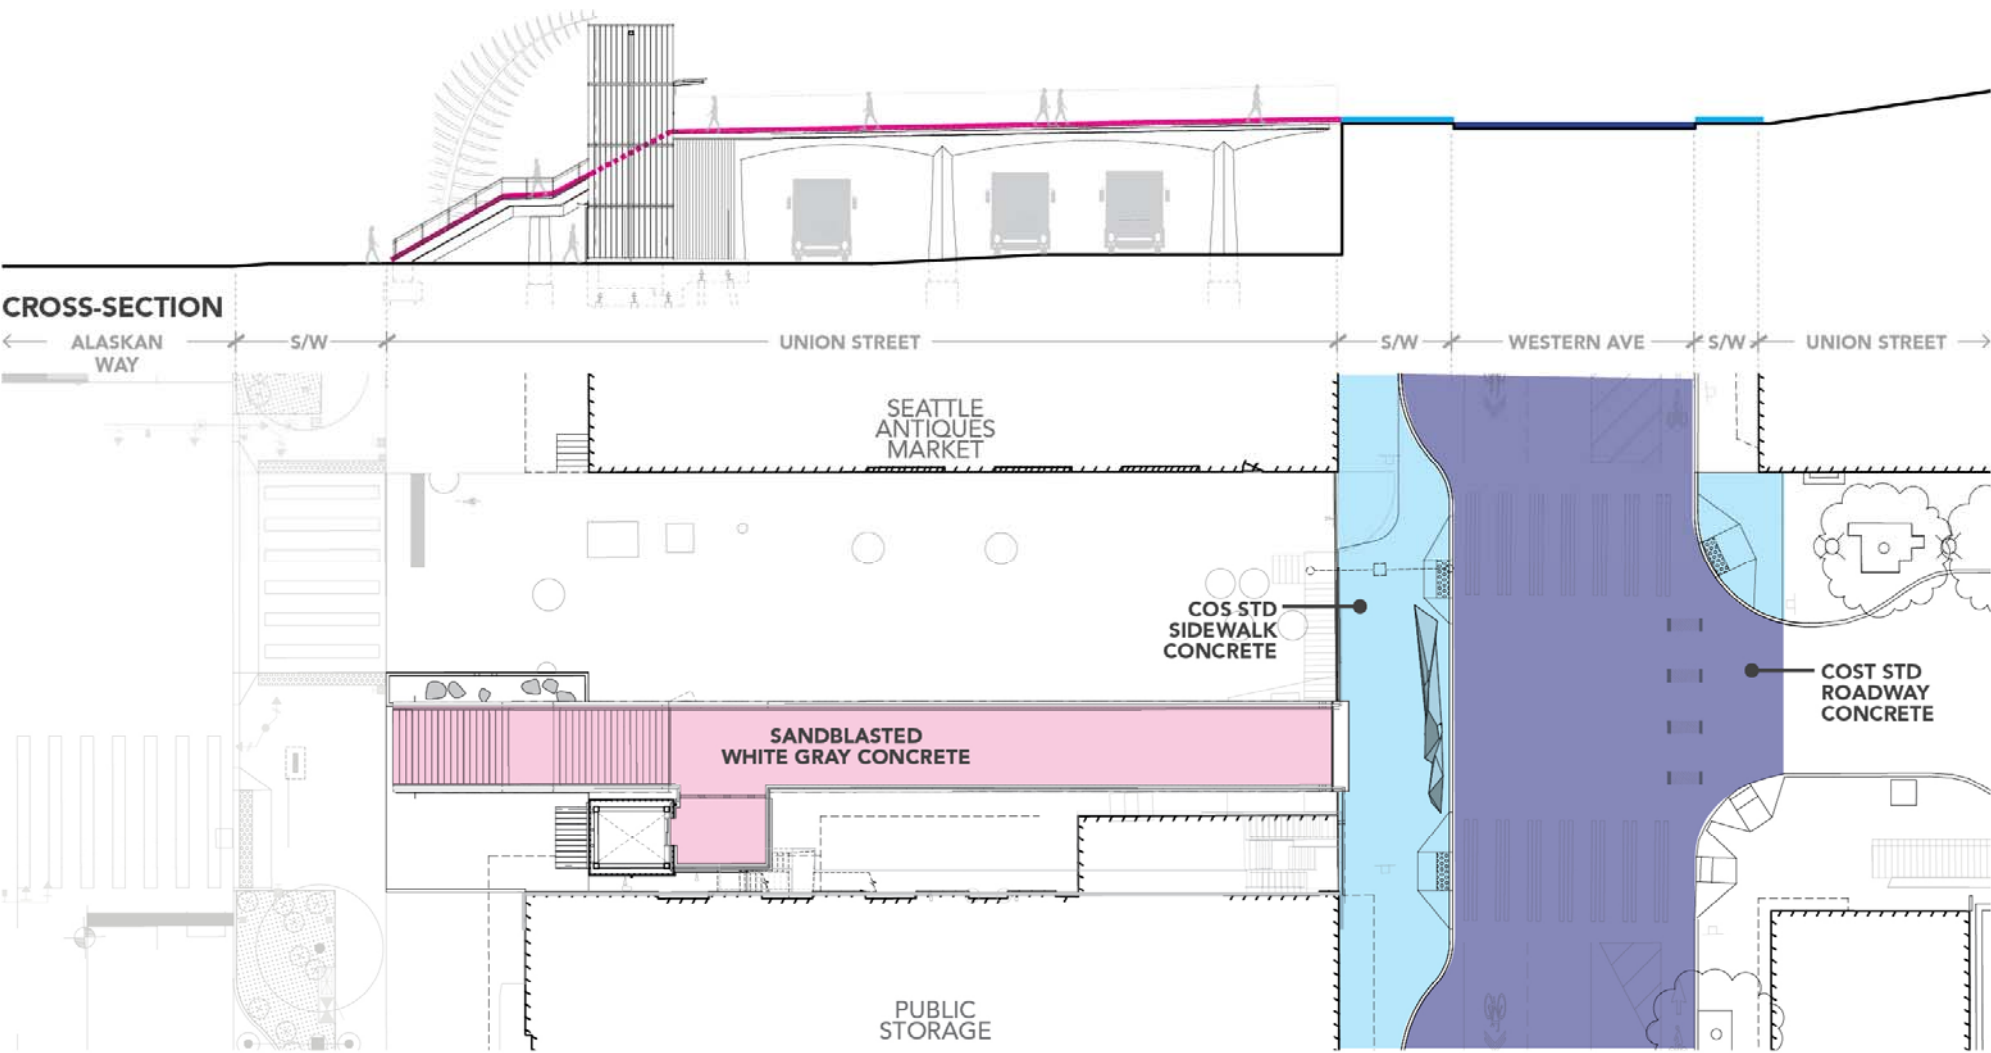 CROSS-SECTION
ALASKAN
WAY
S/W
UNION STREET
S/W
WESTERN AVE
S/W
UNION STREET
SEATTLE
ANTIQUES
MARKET
COS STD
SIDEWALK
CONCRETE
COST STD
ROADWAY
CONCRETE
SANDBLASTED
WHITE GRAY CONCRETE
PUBLIC
STORAGE